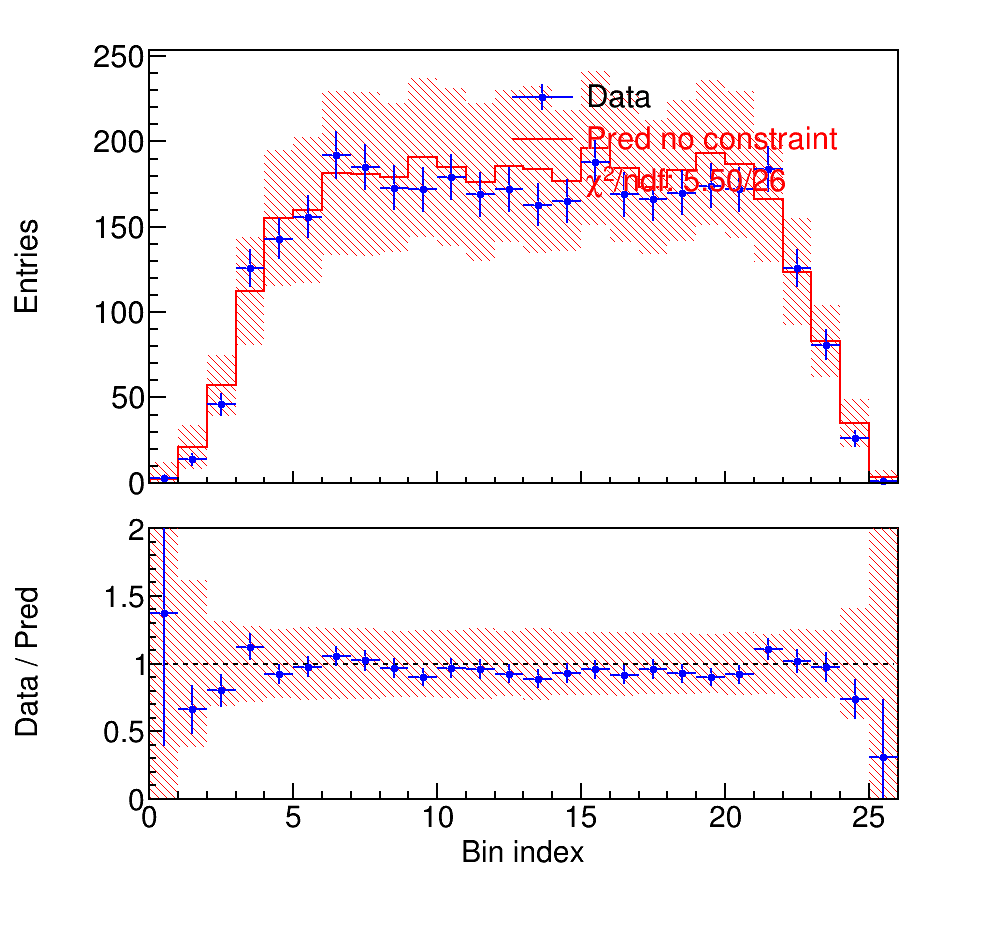 250
200
150
100
50
0
Entries
Data
Pred no constraint
χ²/ndf: 5.50/26
2
1.5
1
0.5
0
Data / Pred
0 5 10 15 20 25
Bin index